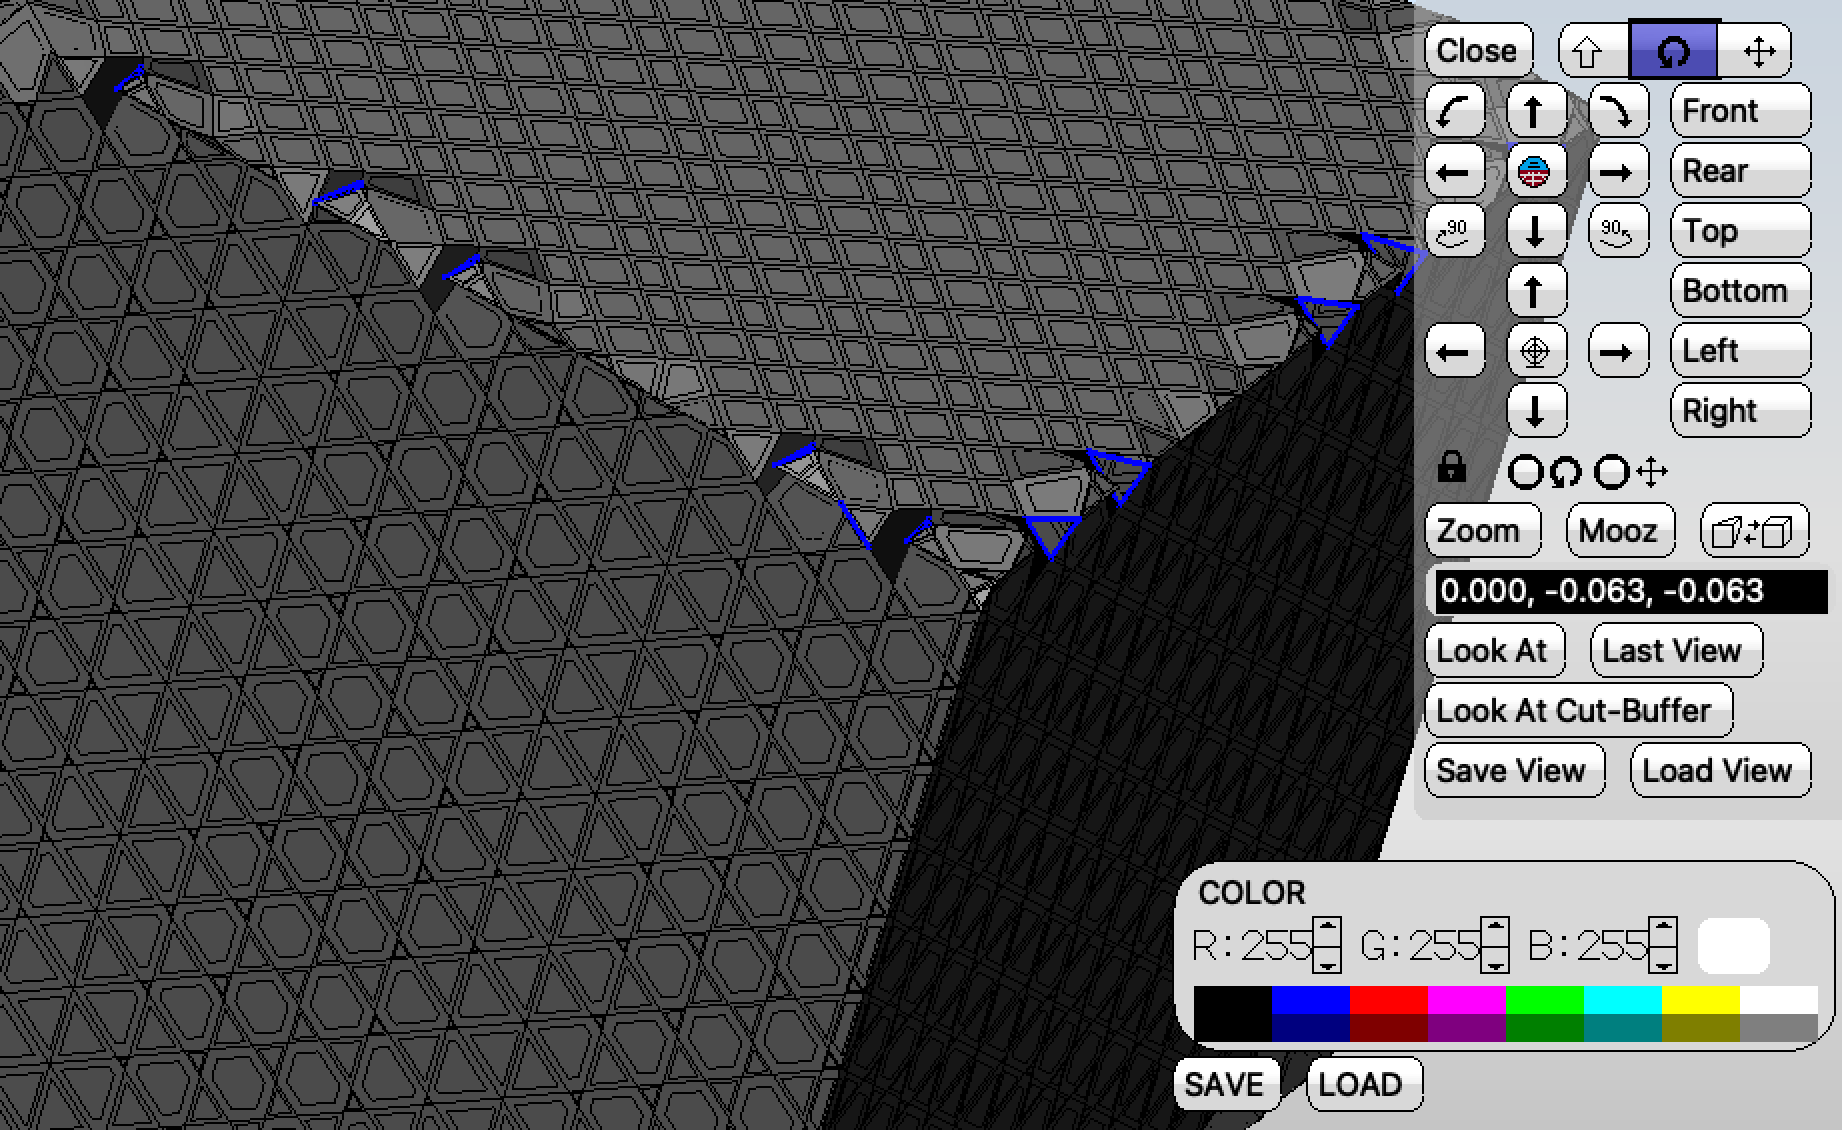 Close
Front
Rear
90
90
Top
Bottom
Left
Right
Zoom
Mooz
0.000, -0.063, -0.063
Look At
Last View
Look At Cut-Buffer
Save View
Load View
COLOR
R:255
G:255
B:255
SAVE
LOAD